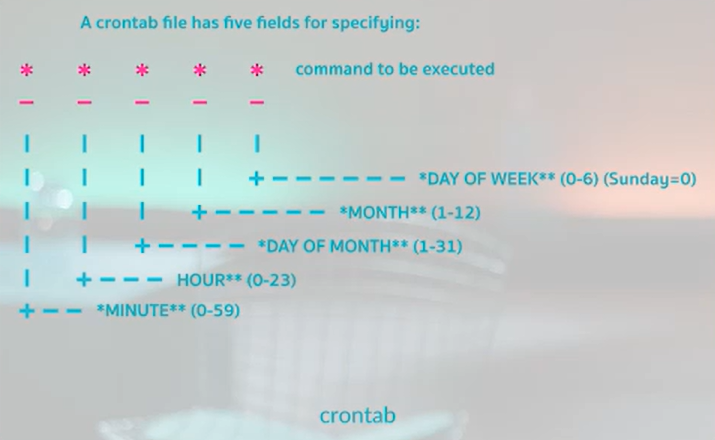 A crontab file has five fields for specifying:
* * * * * command to be executed
- - - - -
| | | | |
| | | | + - - - - - - - *DAY OF WEEK** (0-6) (Sunday=0)
| | | + - - - - - - *MONTH** (1-12)
| | + - - - - - *DAY OF MONTH** (1-31)
| + - - - - HOUR** (0-23)
+ - - - *MINUTE** (0-59)
crontab